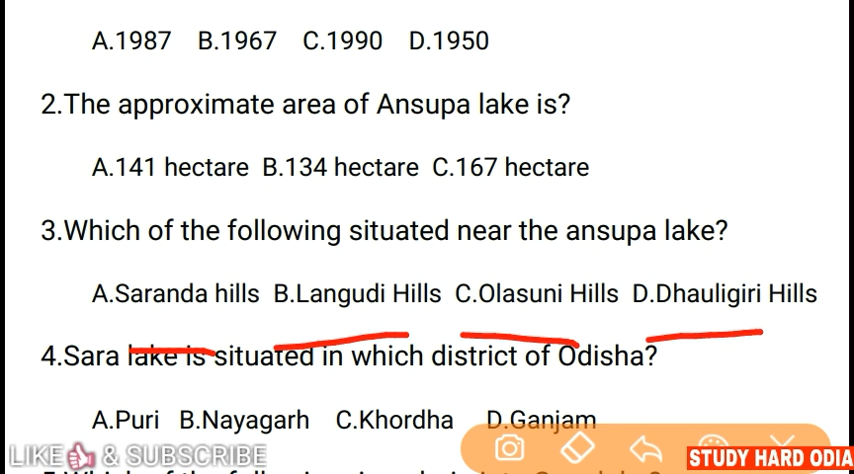 A.1987 B.1967 C.1990 D.1950
2.The approximate area of Ansupa lake is?
A.141 hectare B.134 hectare C.167 hectare
3.Which of the following situated near the ansupa lake?
A.Saranda hills B.Langudi Hills C.Olasuni Hills D.Dhauligiri Hills
4.Sara lake is situated in which district of Odisha?
A.Puri B.Nayagarh C.Khordha D.Ganjam
LIKE & SUBSCRIBE
STUDY HARD ODIA